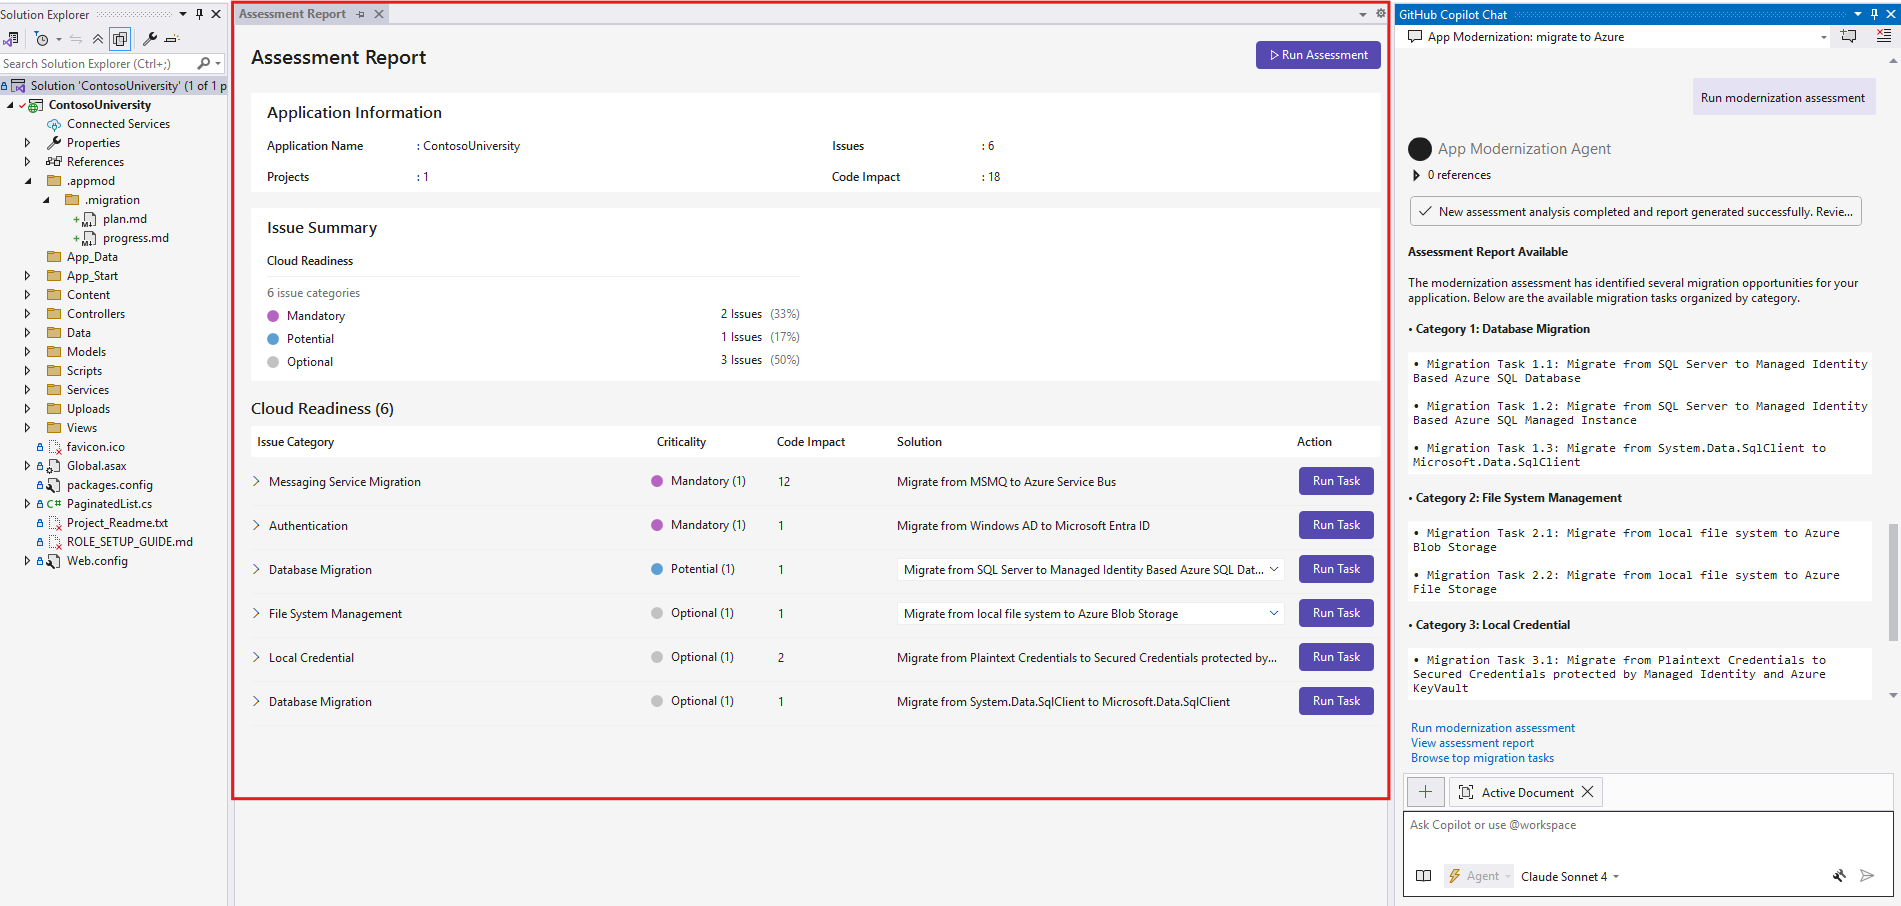 Solution Explorer
Search Solution Explorer (Ctrl+;)
Solution 'ContosoUniversity' (1 of 1 p
ContosoUniversity
Connected Services
Properties
References
.appmod
.migration
plan.md
progress.md
App_Data
App_Start
Content
Controllers
Data
Models
Scripts
Services
Uploads
Views
favicon.ico
Global.asax
packages.config
C# PaginatedList.cs
Project_Readme.txt
ROLE_SETUP_GUIDE.md
Web.config
Assessment Report
Assessment Report
Run Assessment
Application Information
Application Name : ContosoUniversity Issues : 6
Projects : 1 Code Impact : 18
Issue Summary
Cloud Readiness
6 issue categories
Mandatory 2 Issues (33%)
Potential 1 Issues (17%)
Optional 3 Issues (50%)
Cloud Readiness (6)
Issue Category Criticality Code Impact Solution Action
Messaging Service Migration Mandatory (1) 12 Migrate from MSMQ to Azure Service Bus Run Task
Authentication Mandatory (1) 1 Migrate from Windows AD to Microsoft Entra ID Run Task
Database Migration Potential (1) 1 Migrate from SQL Server to Managed Identity Based Azure SQL Dat... Run Task
File System Management Optional (1) 1 Migrate from local file system to Azure Blob Storage Run Task
Local Credential Optional (1) 2 Migrate from Plaintext Credentials to Secured Credentials protected by... Run Task
Database Migration Optional (1) 1 Migrate from System.Data.SqlClient to Microsoft.Data.SqlClient Run Task
GitHub Copilot Chat
App Modernization: migrate to Azure
Run modernization assessment
App Modernization Agent
0 references
New assessment analysis completed and report generated successfully. Revie...
Assessment Report Available
The modernization assessment has identified several migration opportunities for your
application. Below are the available migration tasks organized by category.
• Category 1: Database Migration
• Migration Task 1.1: Migrate from SQL Server to Managed Identity
Based Azure SQL Database
• Migration Task 1.2: Migrate from SQL Server to Managed Identity
Based Azure SQL Managed Instance
• Migration Task 1.3: Migrate from System.Data.SqlClient to
Microsoft.Data.SqlClient
• Category 2: File System Management
• Migration Task 2.1: Migrate from local file system to Azure
Blob Storage
• Migration Task 2.2: Migrate from local file system to Azure
File Storage
• Category 3: Local Credential
• Migration Task 3.1: Migrate from Plaintext Credentials to
Secured Credentials protected by Managed Identity and Azure
KeyVault
Run modernization assessment
View assessment report
Browse top migration tasks
Active Document
Ask Copilot or use @workspace
Agent Claude Sonnet 4